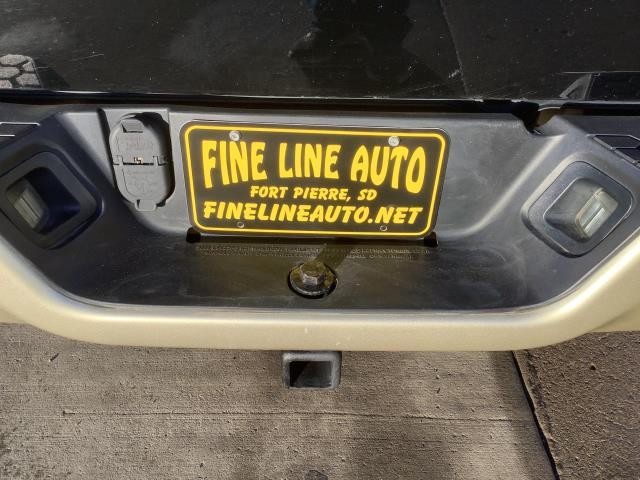 FINE LINE AUTO
FORT PIERRE, SD
FINELINEAUTO.NET